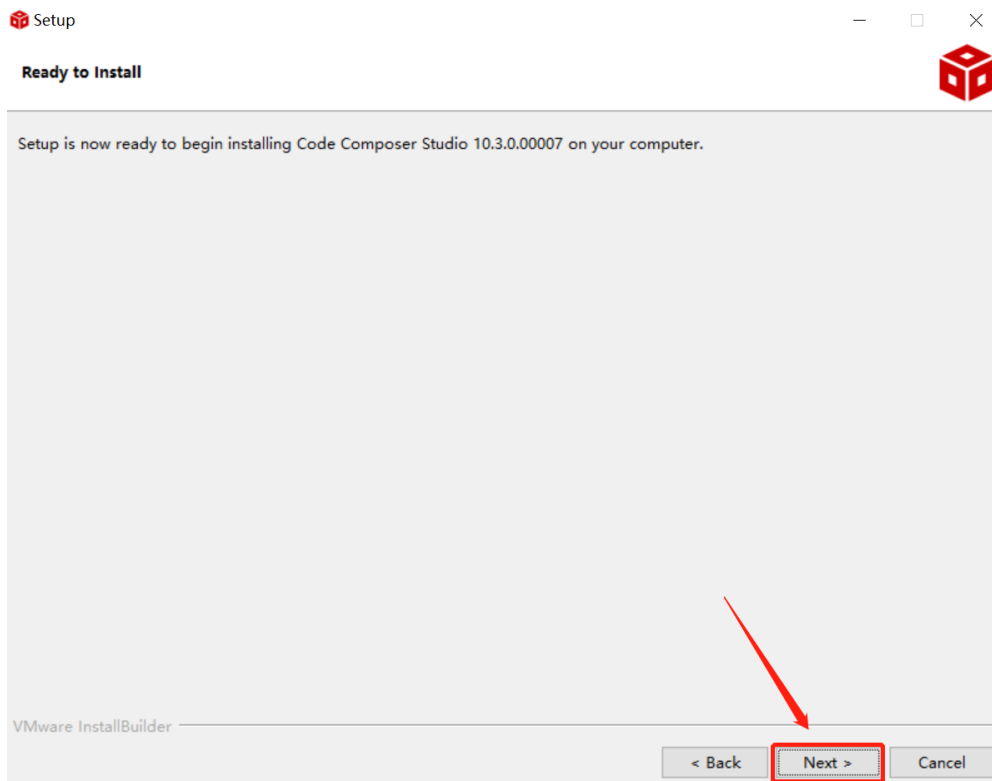 Setup
Ready to Install
Setup is now ready to begin installing Code Composer Studio 10.3.0.00007 on your computer.
VMware InstallBuilder
< Back Next > Cancel